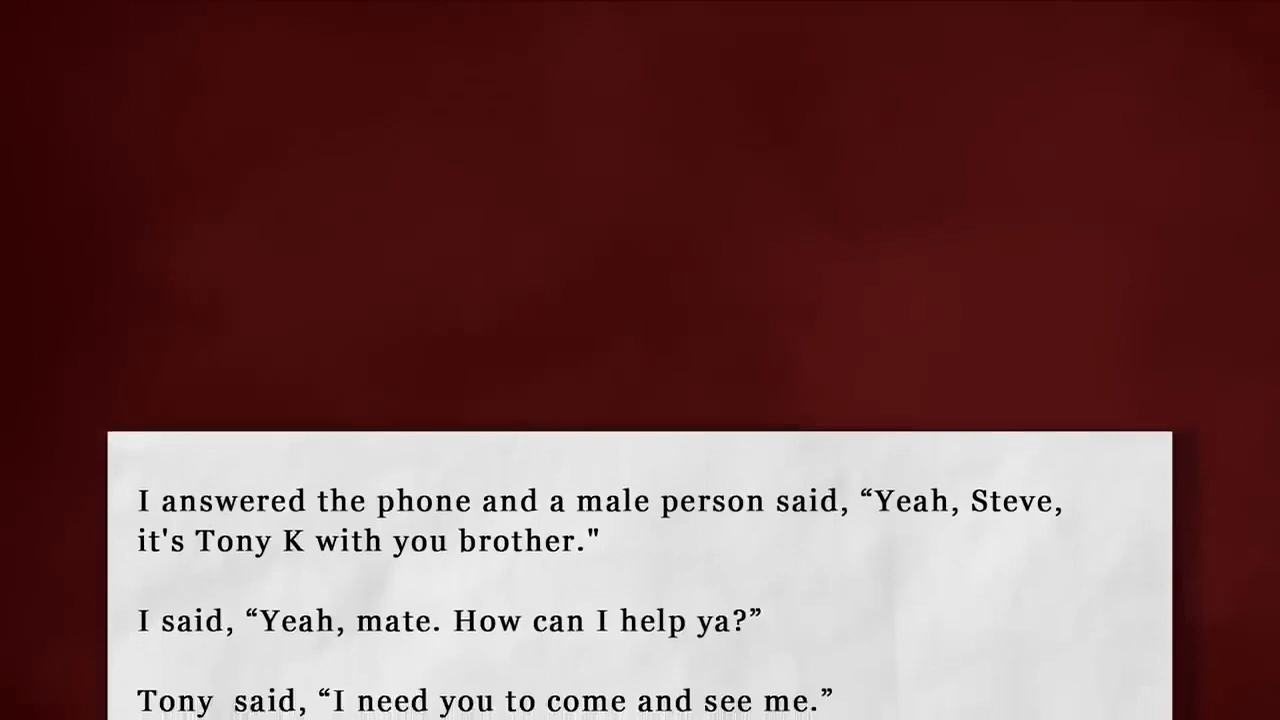 I answered the phone and a male person said, “Yeah, Steve,
it's Tony K with you brother."
I said, “Yeah, mate. How can I help ya?”
Tony  said, “I need you to come and see me.”